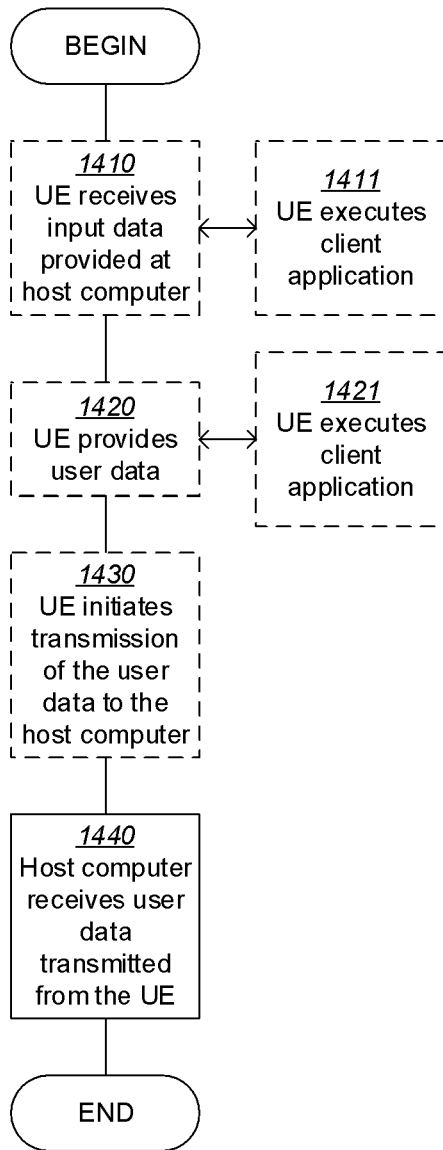 BEGIN
1410
UE receives
input data
provided at
host computer
1411
UE executes
client
application
1420
UE provides
user data
1421
UE executes
client
application
1430
UE initiates
transmission
of the user
data to the
host computer
1440
Host computer
receives user
data
transmitted
from the UE
END